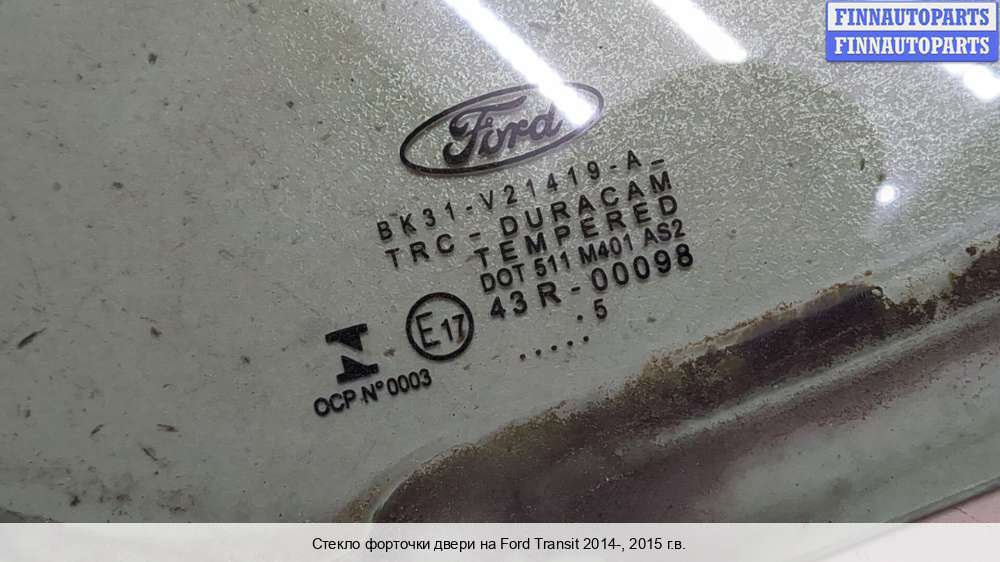 FINNAUTOPARTS
FINNAUTOPARTS
Ford
BK31-V21419-A-
TRC-DURACAM
TEMPERED
DOT 511 M401 AS2
43R-00098
E17
.5
.....
OCP Nº 0003
Стекло форточки двери на Ford Transit 2014-, 2015 г.в.